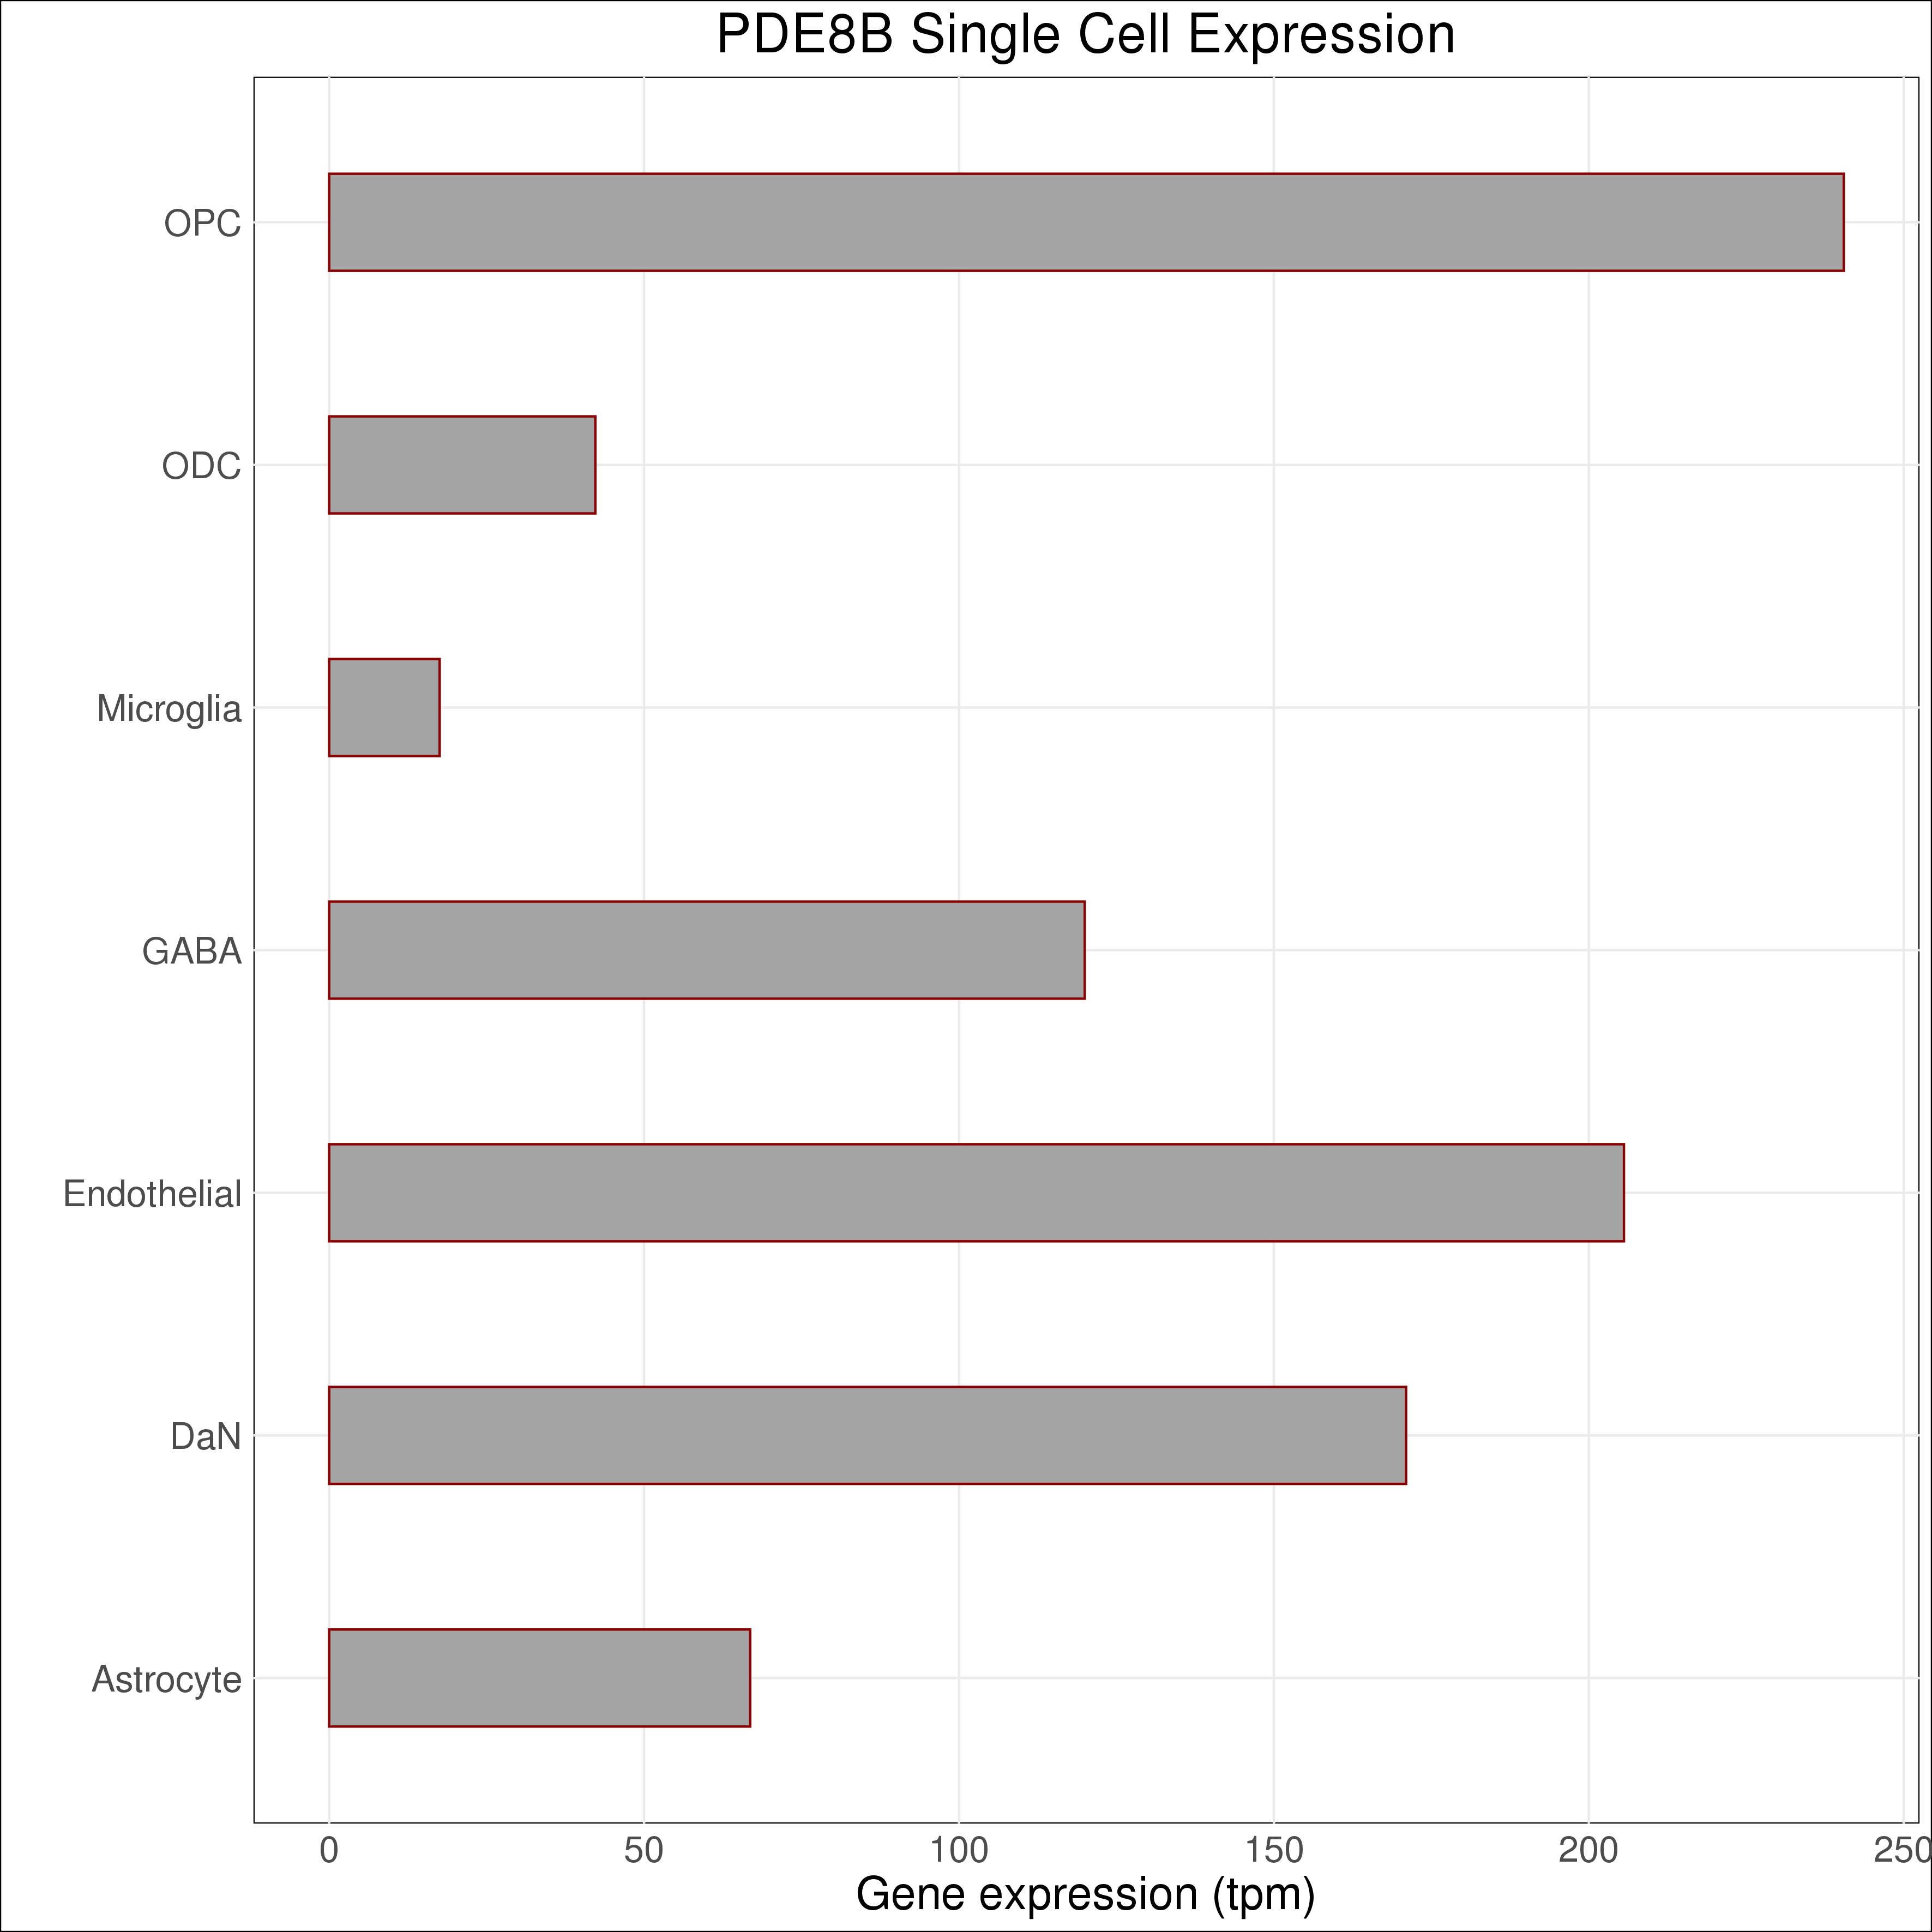 PDE8B Single Cell Expression
OPC
ODC
Microglia
GABA
Endothelial
DaN
Astrocyte
0 50 100 150 200 250
Gene expression (tpm)